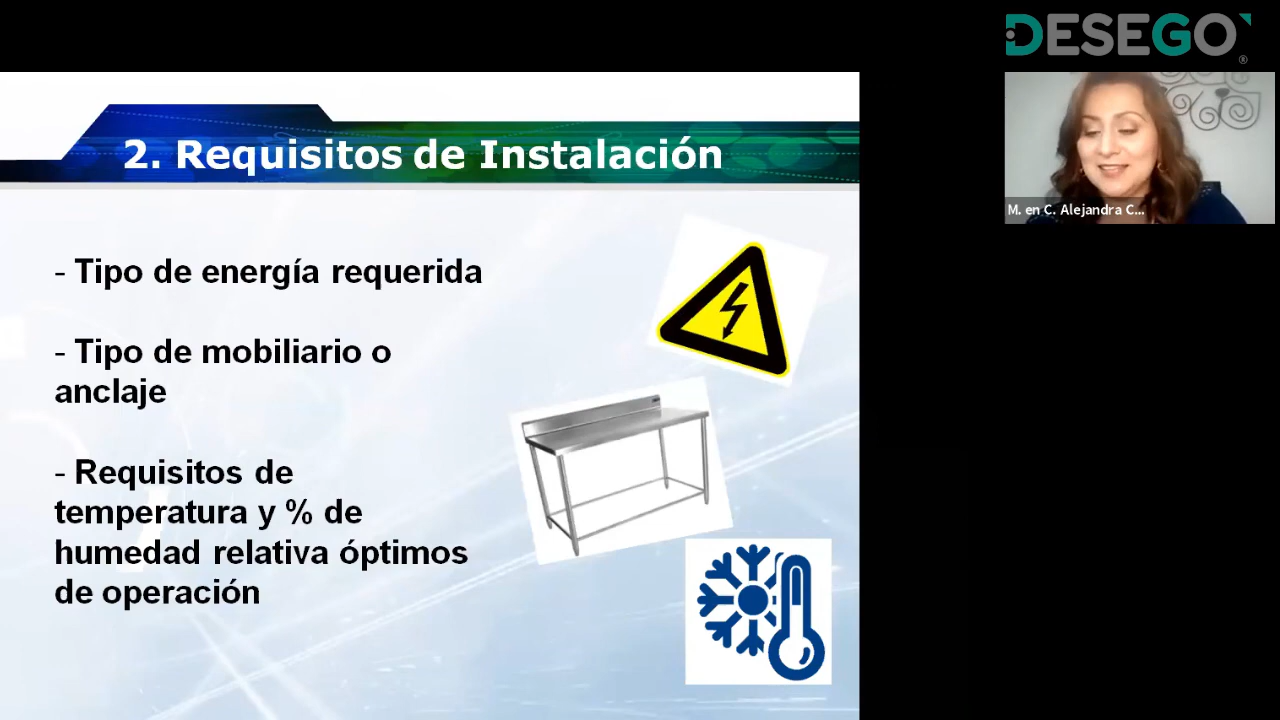 DESEGO
®
2. Requisitos de Instalación
M. en C. Alejandra C...
- Tipo de energía requerida
- Tipo de mobiliario o
anclaje
- Requisitos de
temperatura y % de
humedad relativa óptimos
de operación